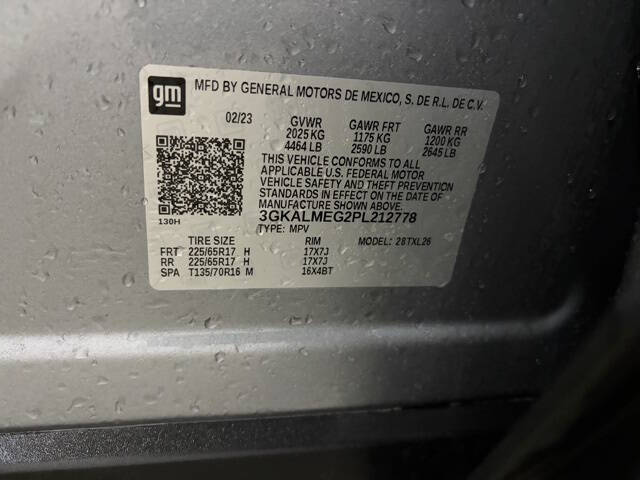 gm
MFD BY GENERAL MOTORS DE MEXICO, S. DE R.L. DE C.V.
02/23 GVWR GAWR FRT GAWR RR
2025 KG 1175 KG 1200 KG
4464 LB 2590 LB 2645 LB
THIS VEHICLE CONFORMS TO ALL
APPLICABLE U.S. FEDERAL MOTOR
VEHICLE SAFETY AND THEFT PREVENTION
STANDARDS IN EFFECT ON THE DATE OF
MANUFACTURE SHOWN ABOVE.
130H 3GKALMEG2PL212778
TYPE: MPV
TIRE SIZE RIM MODEL: 28TXL26
FRT 225/65R17 H 17X7J
RR 225/65R17 H 17X7J
SPA T135/70R16 M 16X4BT